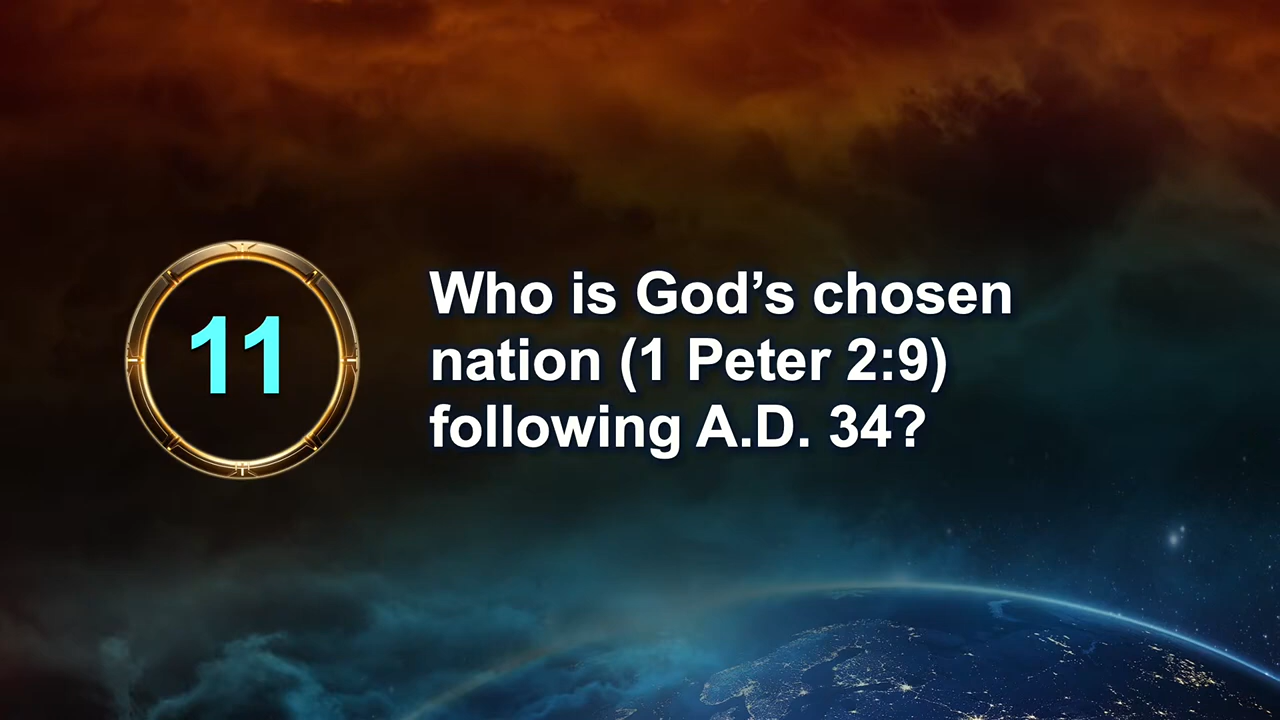 11
Who is God’s chosen
nation (1 Peter 2:9)
following A.D. 34?